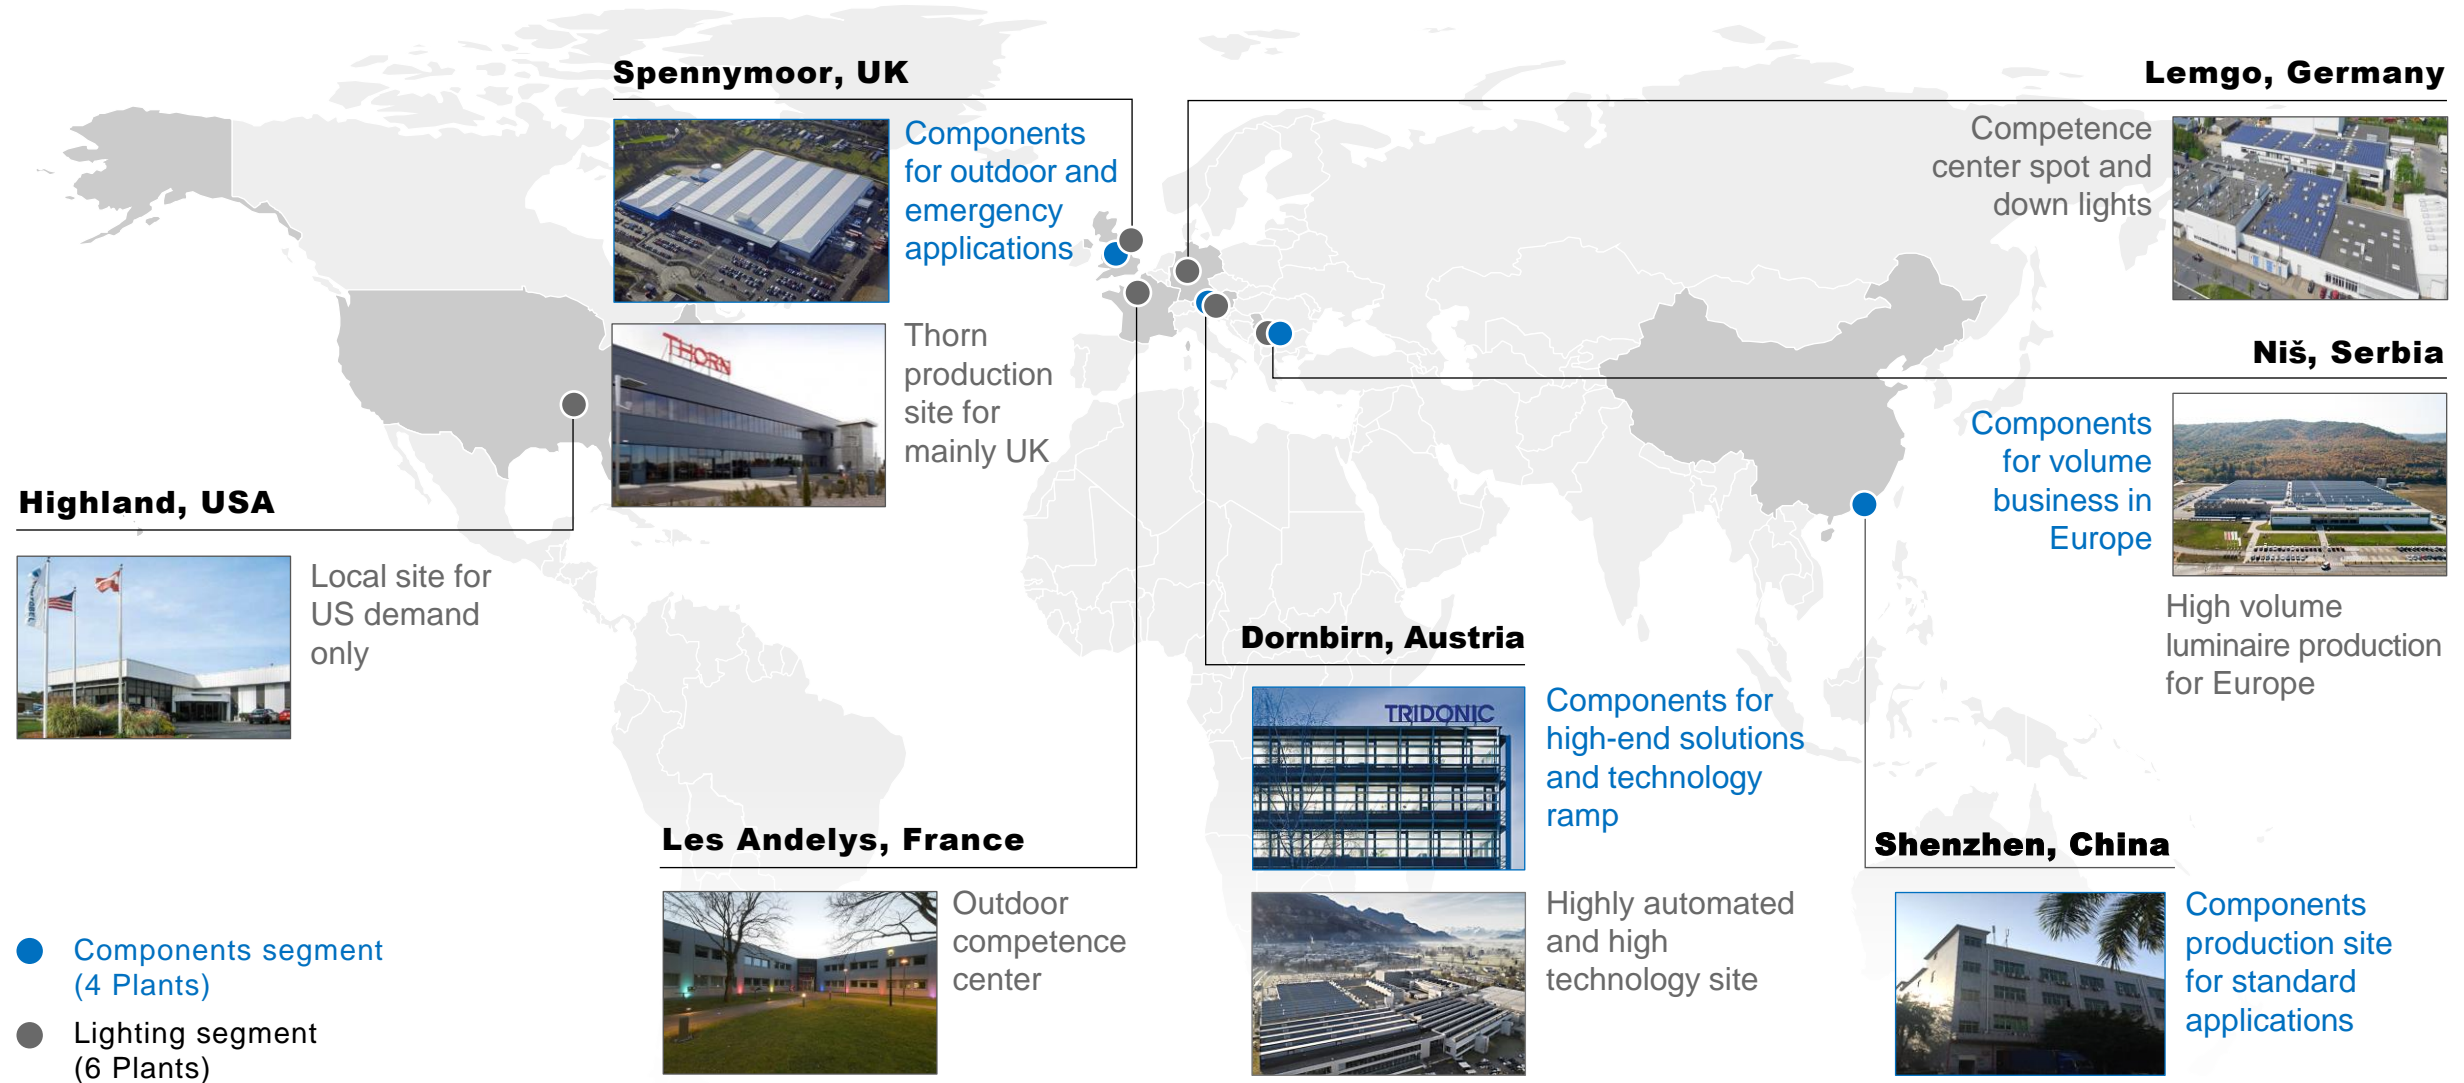 Spennymoor, UK
Components
for outdoor and
emergency
applications
THORN
Thorn
production
site for
mainly UK
Lemgo, Germany
Competence
center spot and
down lights
Niš, Serbia
Components
for volume
business in
Europe
High volume
luminaire production
for Europe
Highland, USA
Local site for
US demand
only
Dornbirn, Austria
TRIDONIC
Components for
high-end solutions
and technology
ramp
Highly automated
and high
technology site
Les Andelys, France
Outdoor
competence
center
Shenzhen, China
Components
production site
for standard
applications
Components segment
(4 Plants)
Lighting segment
(6 Plants)